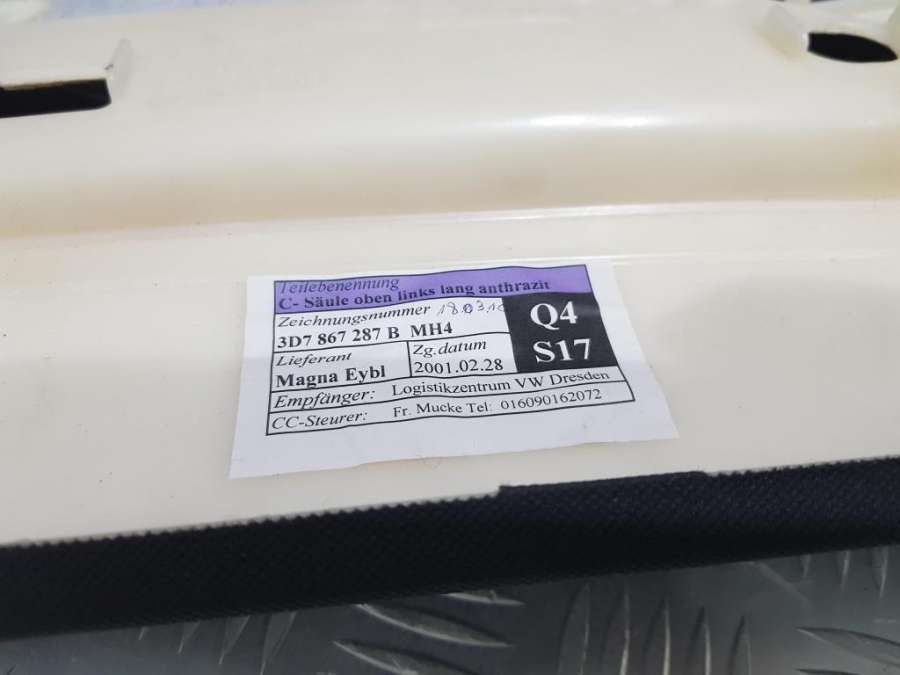 Teilebenennung
C- Säule oben links lang anthrazit
Zeichnungsnummer
3D7 867 287 B MH4
Q4
S17
Lieferant
Magna Eybl
Zg.datum
2001.02.28
Empfänger: Logistikzentrum VW Dresden
CC-Steurer: Fr. Mucke Tel: 016090162072